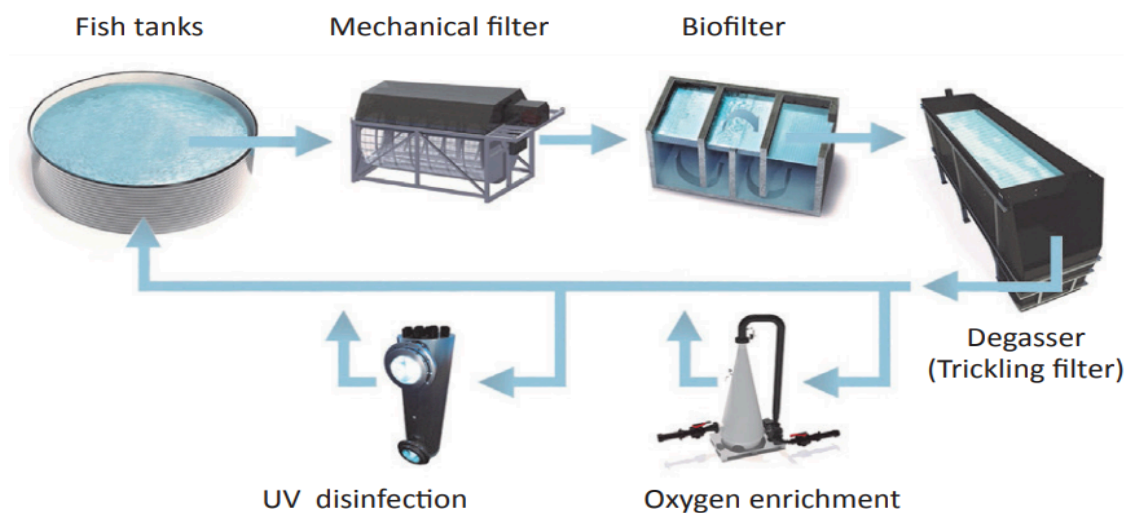 Fish tanks
Mechanical filter
Biofilter
Degasser
(Trickling filter)
UV disinfection
Oxygen enrichment